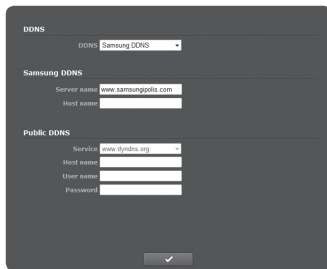 DDNS
DDNS Samsung DDNS
Samsung DDNS
Server name www.samsungipolis.com
Host name
Public DDNS
Service www.dyndns.org
Host name
User name
Password